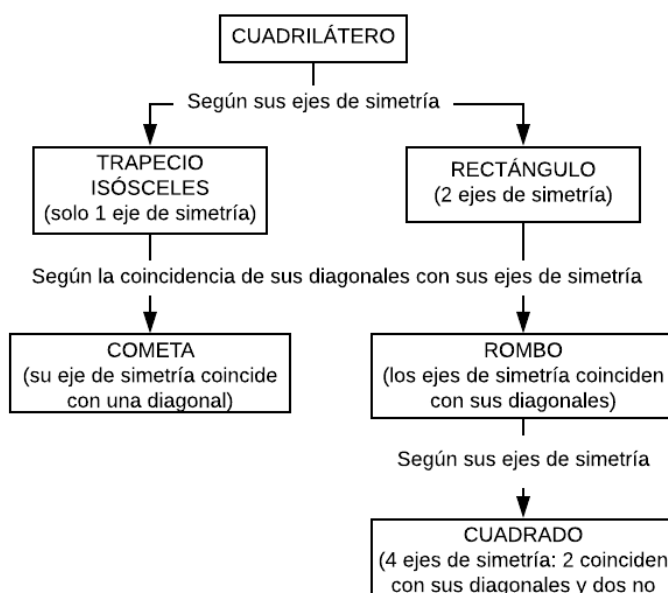 CUADRILÁTERO
Según sus ejes de simetría
TRAPECIO
ISÓSCELES
(solo 1 eje de simetría)
RECTÁNGULO
(2 ejes de simetría)
Según la coincidencia de sus diagonales con sus ejes de simetría
COMETA
(su eje de simetría coincide
con una diagonal)
ROMBO
(los ejes de simetría coinciden
con sus diagonales)
Según sus ejes de simetría
CUADRADO
(4 ejes de simetría: 2 coinciden
con sus diagonales y dos no